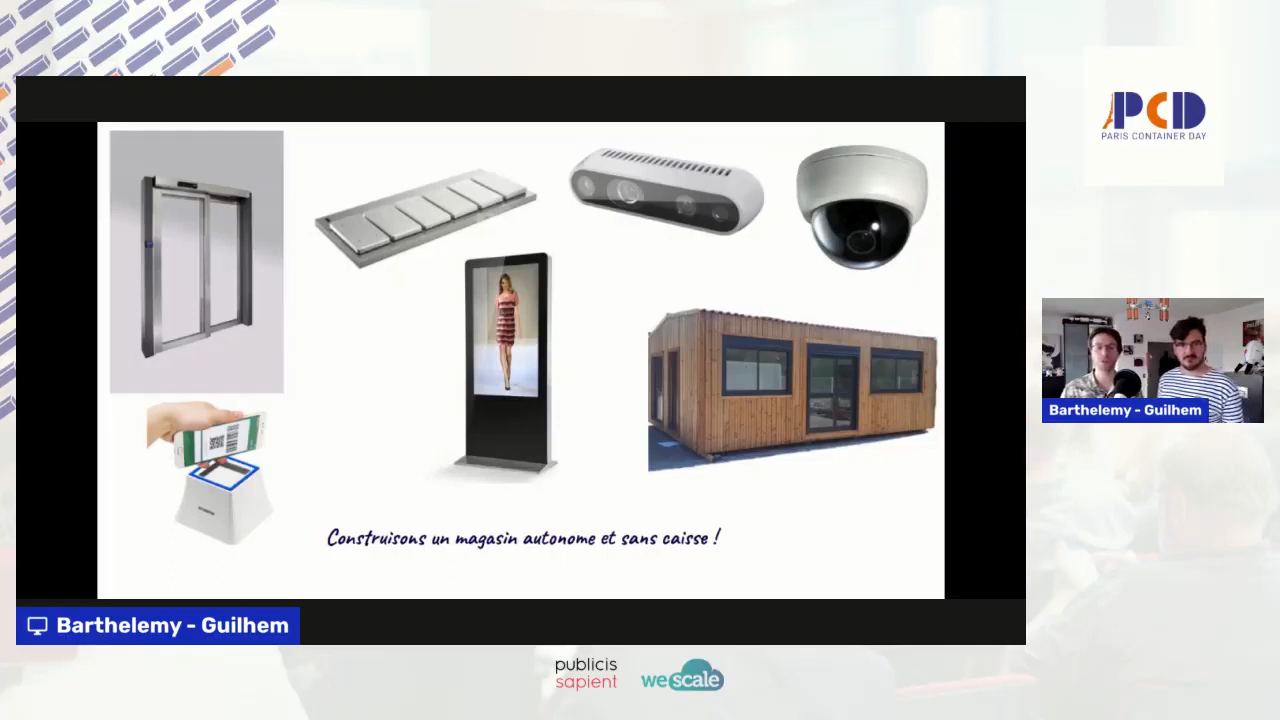 PCD
PARIS CONTAINER DAY
Construisons un magasin autonome et sans caisse !
Barthelemy - Guilhem
Barthelemy - Guilhem
publicis
sapient
wescale